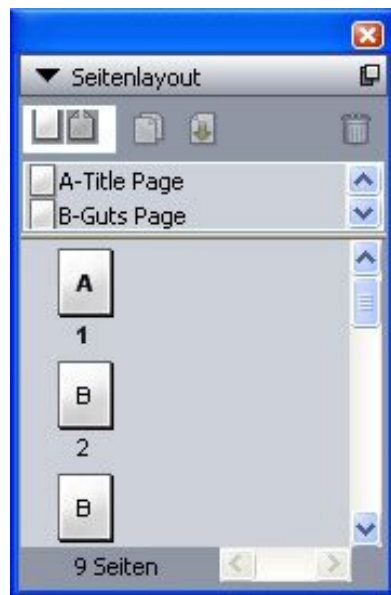 Seitenlayout
A-Title Page
B-Guts Page
A
1
B
2
B
9 Seiten